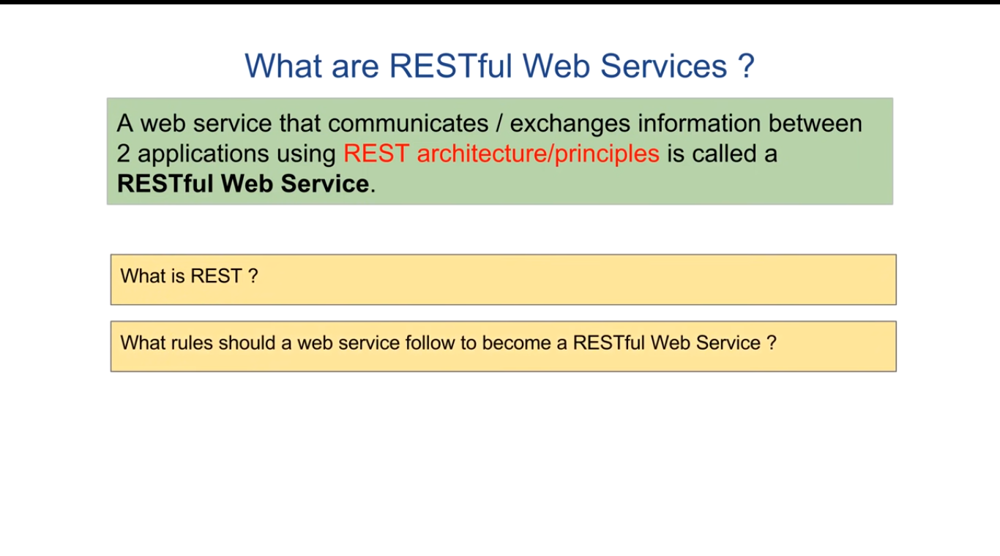 What are RESTful Web Services ?
A web service that communicates / exchanges information between
2 applications using REST architecture/principles is called a
RESTful Web Service.
What is REST ?
What rules should a web service follow to become a RESTful Web Service ?